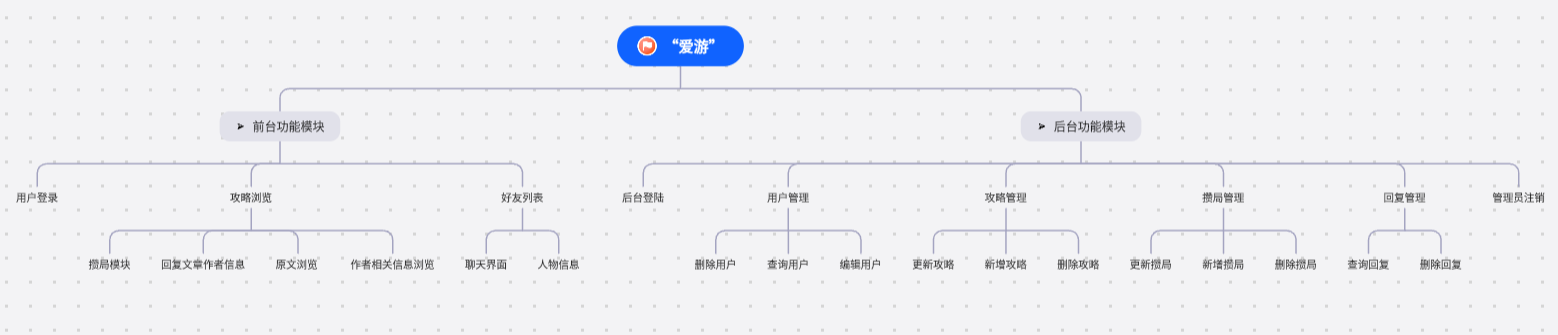 “爱游”
前台功能模块
后台功能模块
用户登录
攻略浏览
好友列表
后台登陆
用户管理
攻略管理
攒局管理
回复管理
管理员注销
攒局模块
回复文章作者信息
原文浏览
作者相关信息浏览
聊天界面
人物信息
删除用户
查询用户
编辑用户
更新攻略
新增攻略
删除攻略
更新攒局
新增攒局
删除攒局
查询回复
删除回复